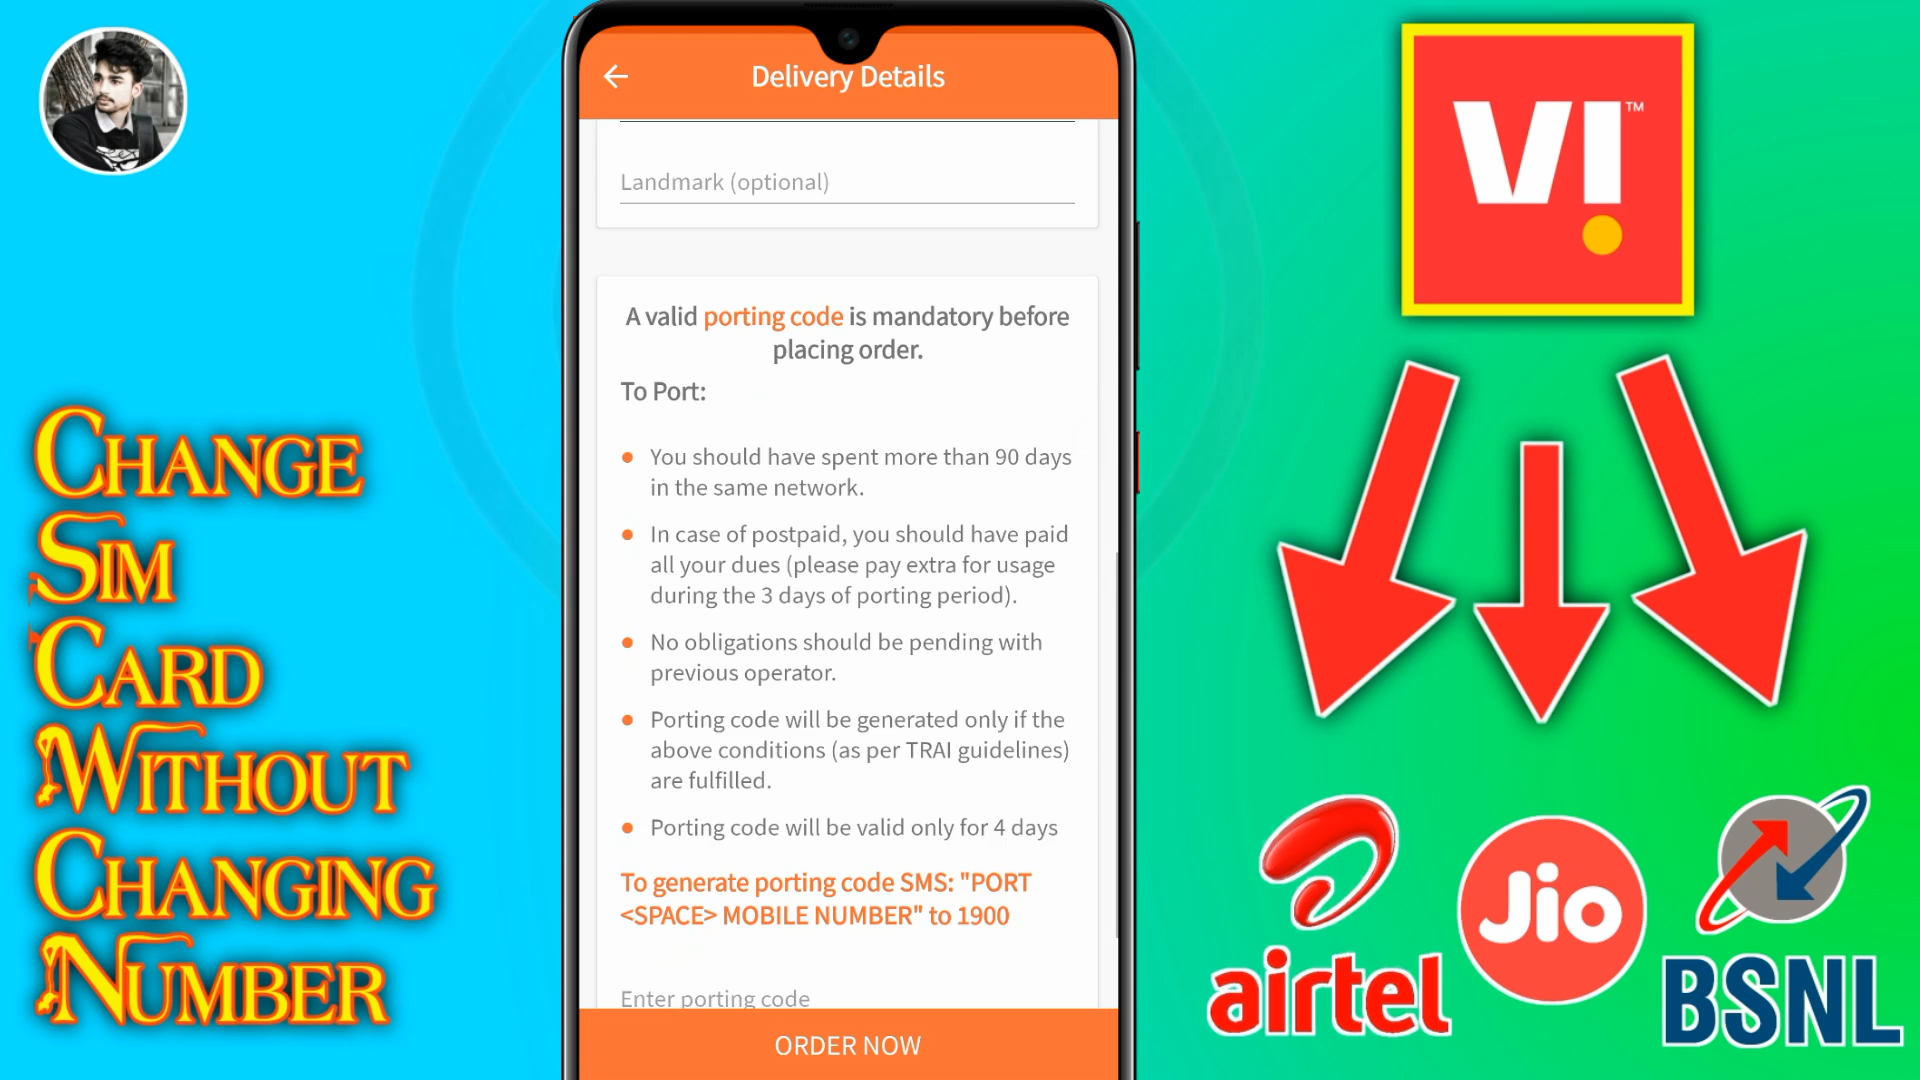 Delivery Details
Landmark (optional)
A valid porting code is mandatory before
placing order.
To Port:
You should have spent more than 90 days
in the same network.
In case of postpaid, you should have paid
all your dues (please pay extra for usage
during the 3 days of porting period).
No obligations should be pending with
previous operator.
Porting code will be generated only if the
above conditions (as per TRAI guidelines)
are fulfilled.
Porting code will be valid only for 4 days
To generate porting code SMS: "PORT
<SPACE> MOBILE NUMBER" to 1900
Enter porting code
ORDER NOW
CHANGE
SIM
CARD
WITHOUT
CHANGING
NUMBER
VI™
airtel
Jio
BSNL